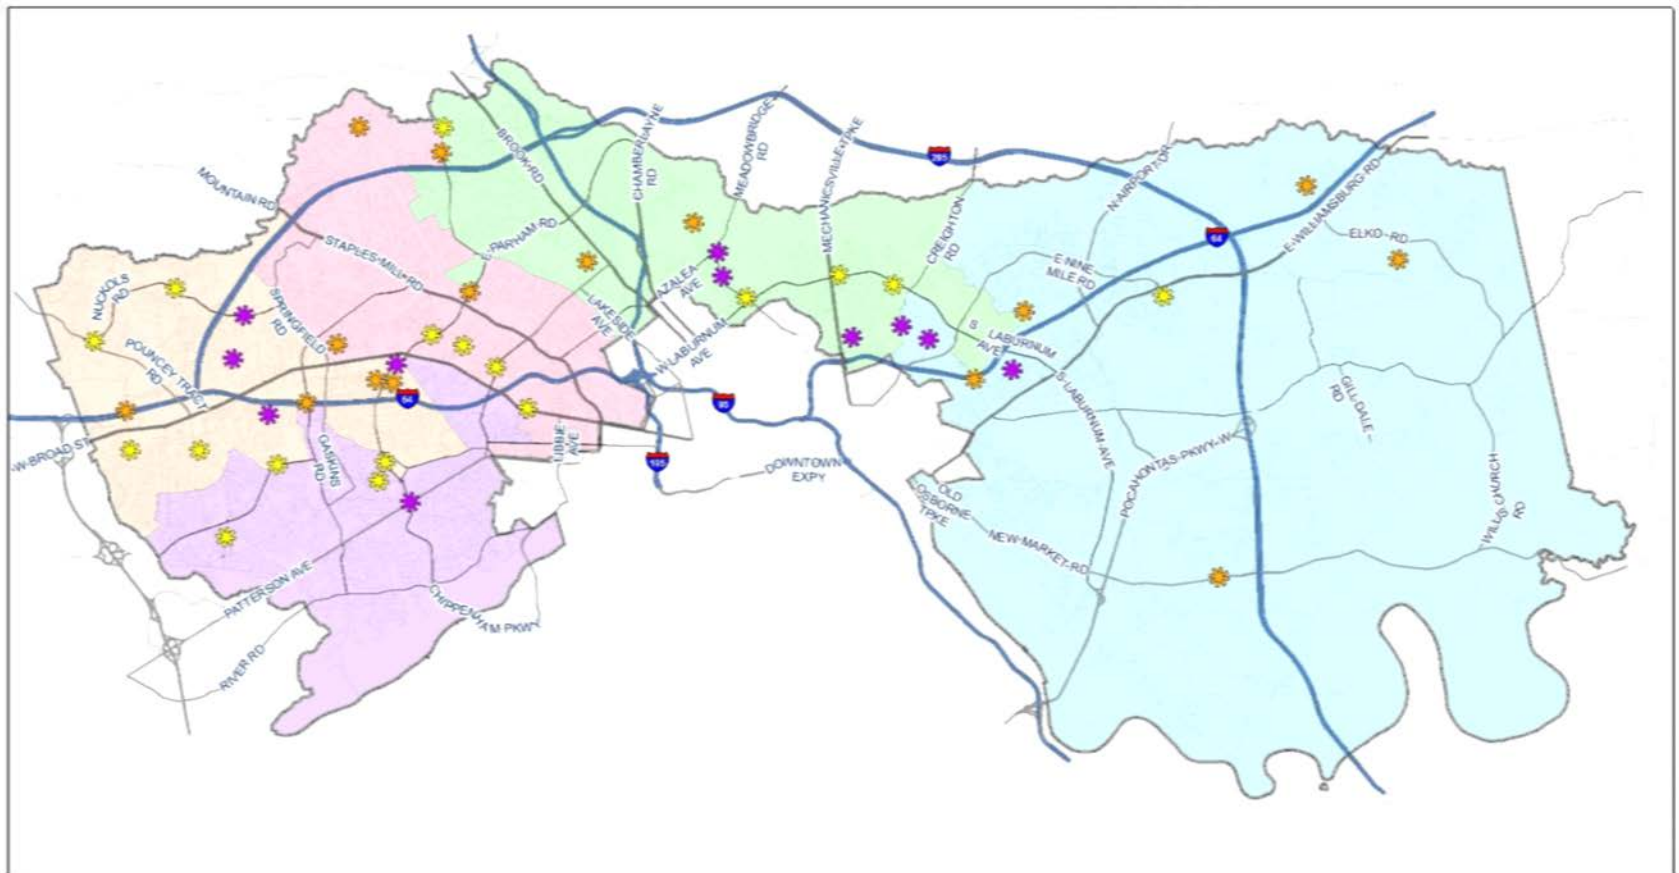 BROOK RD
CHAMBERLAYNE
RD
MEADOWBRIDGE
RD
MECHANICSVILLE TPKE
295
N AIRPORT DR
MOUNTAIN RD
E PARHAM RD
CREIGHTON
RD
64
E WILLIAMSBURG RD
ELKO RD
STAPLES MILL RD
E NINE
MILE RD
NUCKOLS
RD
SPRINGFIELD
RD
LAKESIDE
AVE
AZALEA
AVE
W LABURNUM
AVE
S LABURNUM
AVE
POUNCEY TRACT
RD
64
95
S LABURNUM AVE
GILL DALE
RD
W BROAD ST
GASKINS
RD
LIBBIE
AVE
195
DOWNTOWN
EXPY
POCAHONTAS PKWY W
OLD
OSBORNE
TPKE
WILLIS CHURCH
RD
NEW MARKET RD
PATTERSON AVE
CHIPPENHAM PKWY
RIVER RD